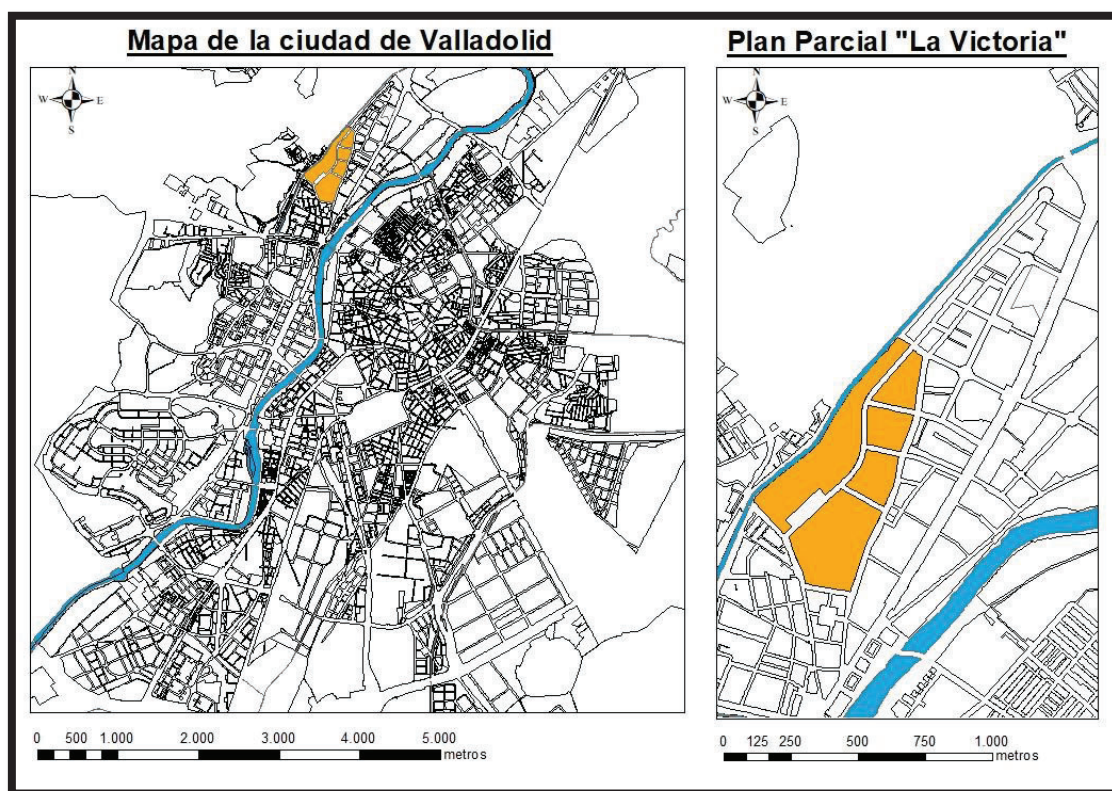 Mapa de la ciudad de Valladolid
N
W E
S
0 500 1.000 2.000 3.000 4.000 5.000
metros
Plan Parcial "La Victoria"
N
W E
S
0 125 250 500 750 1.000
metros